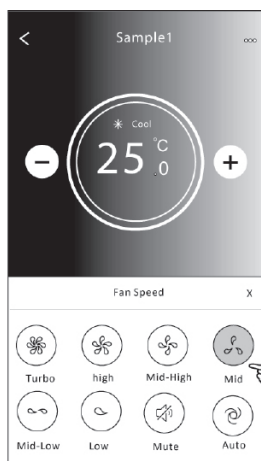 Sample1
Cool
25.0 °C
Fan Speed X
Turbo high Mid-High Mid
Mid-Low Low Mute Auto